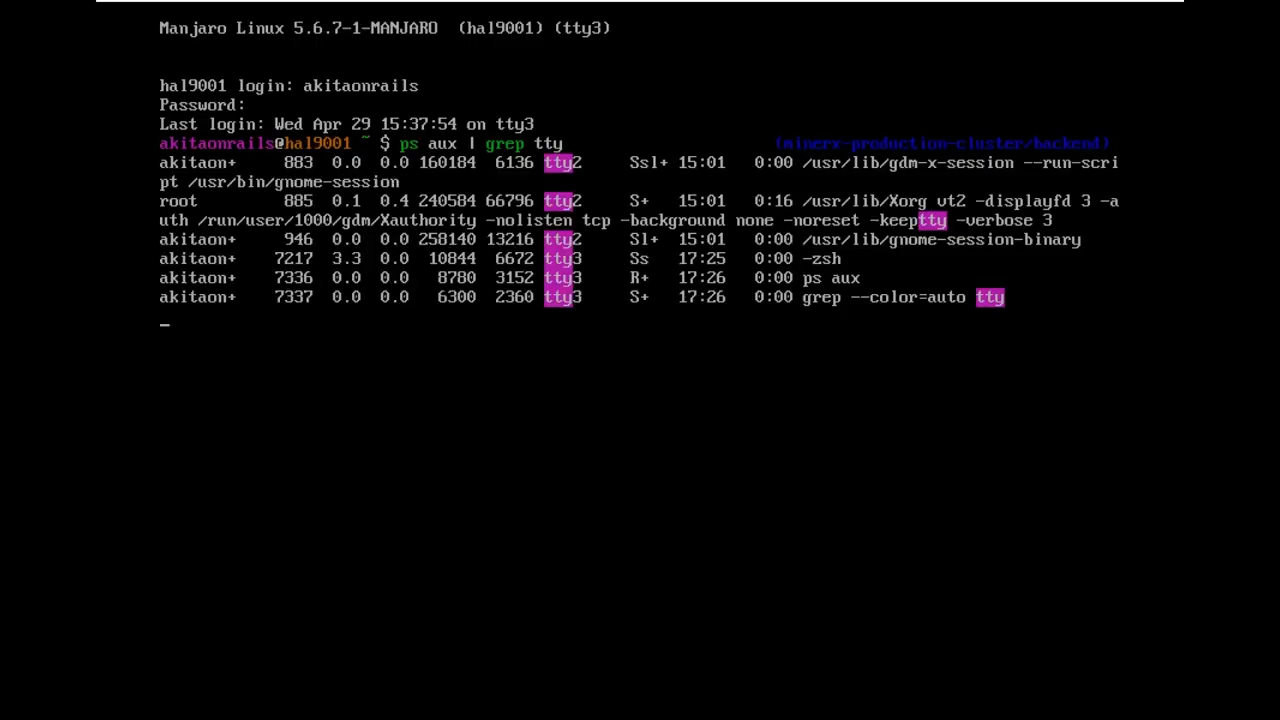 Manjaro Linux 5.6.7-1-MANJARO  (hal9001) (tty3)
hal9001 login: akitaonrails
Password:
Last login: Wed Apr 29 15:37:54 on tty3
akitaonrails@hal9001 ~ $ ps aux | grep tty (minerx-production-cluster/backend)
akitaon+     883  0.0  0.0 160184  6136 tty2     Ssl+ 15:01   0:00 /usr/lib/gdm-x-session --run-scri
pt /usr/bin/gnome-session
root         885  0.1  0.4 240584 66796 tty2     S+   15:01   0:16 /usr/lib/Xorg vt2 -displayfd 3 -a
uth /run/user/1000/gdm/Xauthority -nolisten tcp -background none -noreset -keeptty -verbose 3
akitaon+     946  0.0  0.0 258140 13216 tty2     Sl+  15:01   0:00 /usr/lib/gnome-session-binary
akitaon+    7217  3.3  0.0  10844  6672 tty3     Ss   17:25   0:00 -zsh
akitaon+    7336  0.0  0.0   8780  3152 tty3     R+   17:26   0:00 ps aux
akitaon+    7337  0.0  0.0   6300  2360 tty3     S+   17:26   0:00 grep --color=auto tty